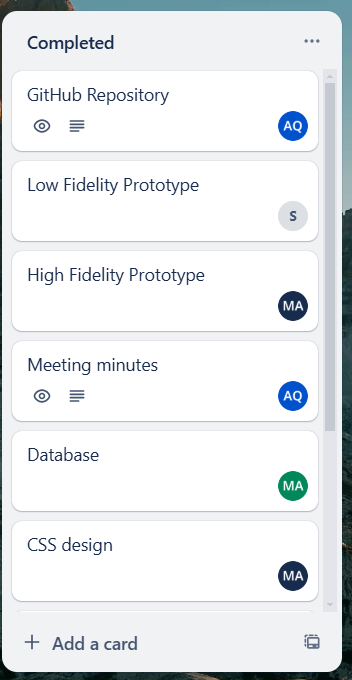 Completed
GitHub Repository
AQ
Low Fidelity Prototype
S
High Fidelity Prototype
MA
Meeting minutes
AQ
Database
MA
CSS design
MA
Add a card